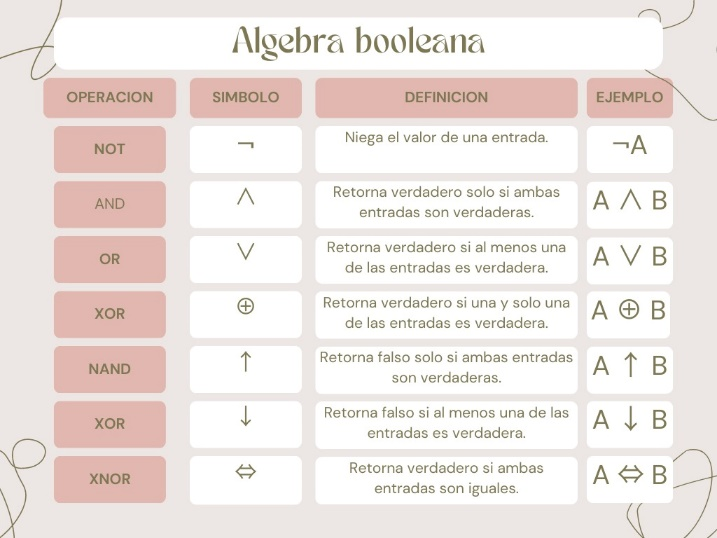 Algebra booleana
OPERACION SIMBOLO DEFINICION EJEMPLO
NOT ¬ Niega el valor de una entrada. ¬A
AND ∧ Retorna verdadero solo si ambas
entradas son verdaderas. A ∧ B
OR ∨ Retorna verdadero si al menos una
de las entradas es verdadera. A ∨ B
XOR ⊕ Retorna verdadero si una y solo una
de las entradas es verdadera. A ⊕ B
NAND ↑ Retorna falso solo si ambas entradas
son verdaderas. A ↑ B
XOR ↓ Retorna falso si al menos una de las
entradas es verdadera. A ↓ B
XNOR ⇔ Retorna verdadero si ambas
entradas son iguales. A ⇔ B